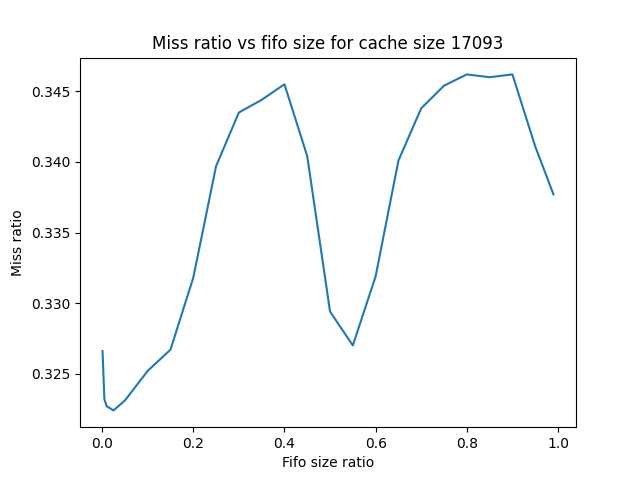 Miss ratio vs fifo size for cache size 17093
0.345
0.340
0.335
0.330
0.325
Miss ratio
0.0 0.2 0.4 0.6 0.8 1.0
Fifo size ratio